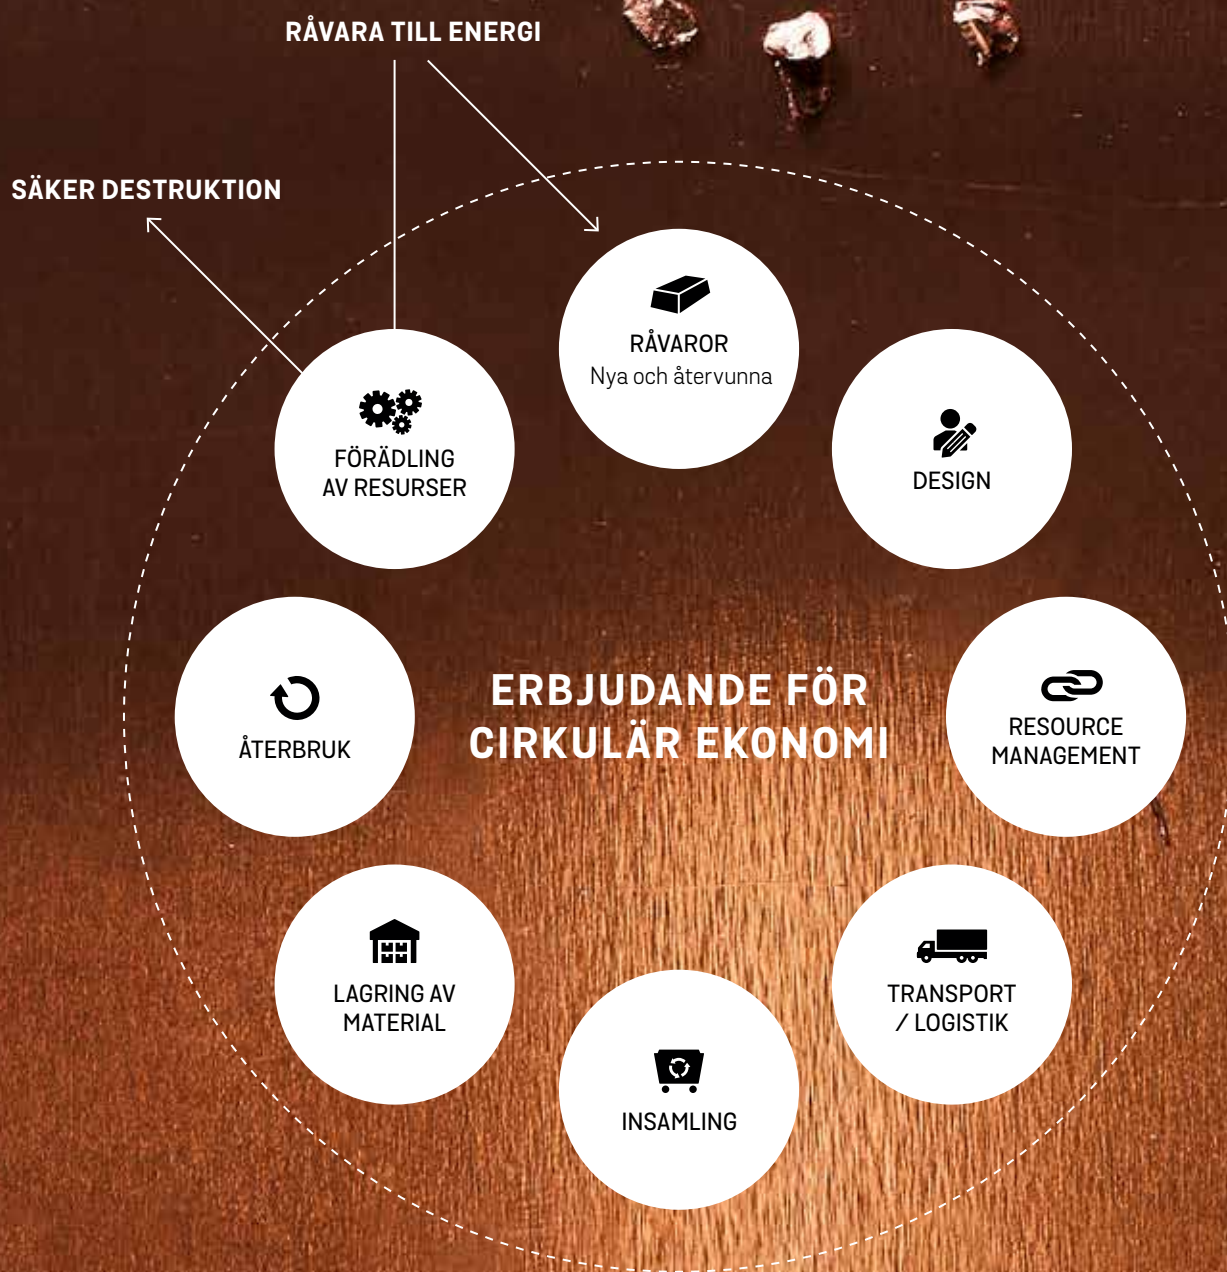 RÅVARA TILL ENERGI
SÄKER DESTRUKTION
RÅVAROR
Nya och återvunna
DESIGN
RESOURCE
MANAGEMENT
TRANSPORT
/ LOGISTIK
INSAMLING
LAGRING AV
MATERIAL
ÅTERBRUK
FÖRÄDLING
AV RESURSER
ERBJUDANDE FÖR
CIRKULÄR EKONOMI